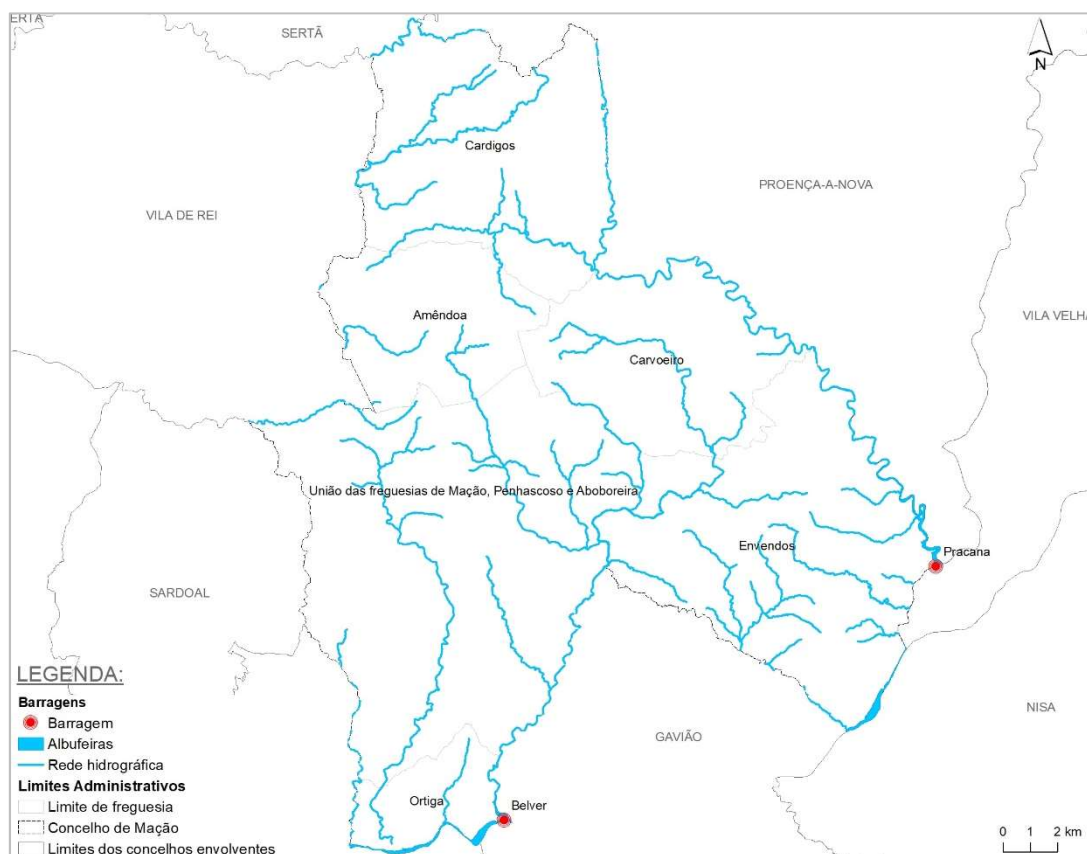 ERTA
SERTÃ
N
Cardigos
PROENÇA-A-NOVA
VILA DE REI
Amêndoa
VILA VELHA
Carvoeiro
União das freguesias de Mação, Penhascoso e Aboboreira
Envendos
Pracana
SARDOAL
NISA
GAVIÃO
Ortiga
Belver
LEGENDA:
Barragens
Barragem
Albufeiras
Rede hidrográfica
Limites Administrativos
Limite de freguesia
Concelho de Mação
Limites dos concelhos envolventes
0 1 2 km